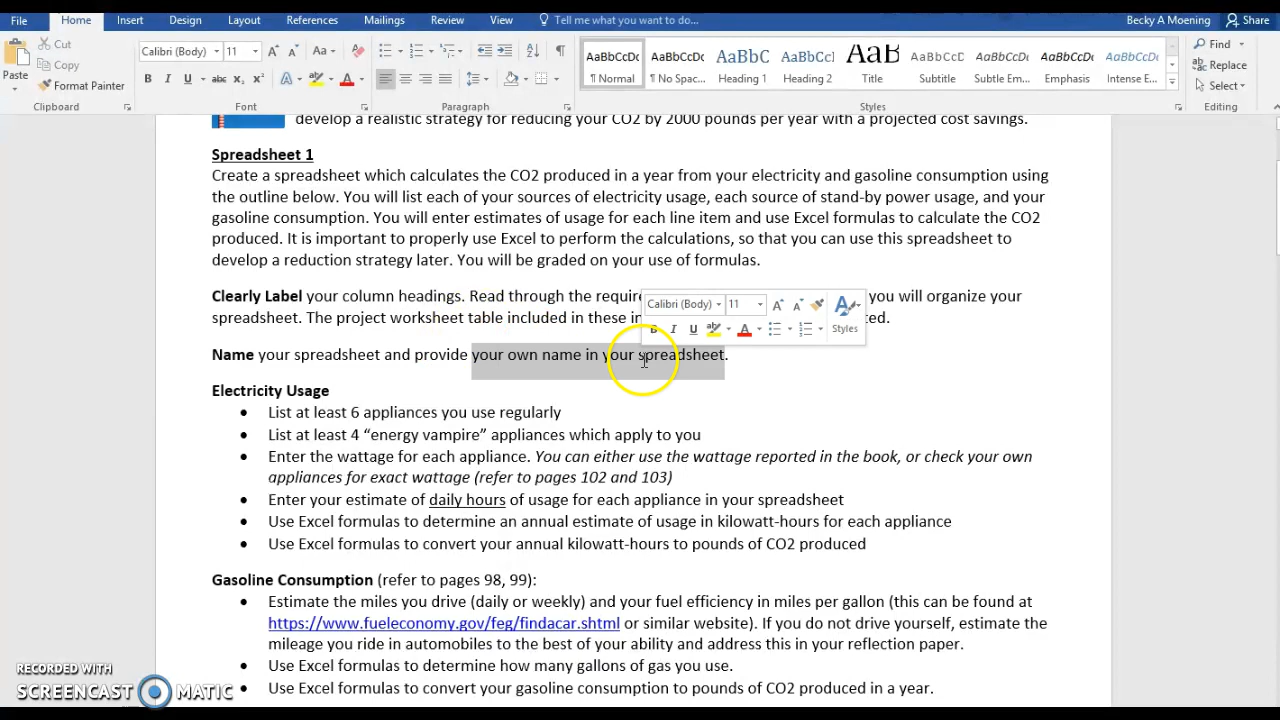 File Home Insert Design Layout References Mailings Review View Tell me what you want to do... Becky A Moening Share
Cut Calibri (Body) 11 Aa Find
Copy Replace
Paste Format Painter B I U abc X2 X2 A A Select
AaBbCcDc AaBbCcDc AaBbC AaBbCcI AaB AaBbCcD AaBbCcDc AaBbCcDc AaBbCcDc
¶ Normal ¶ No Spac... Heading 1 Heading 2 Title Subtitle Subtle Em... Emphasis Intense E...
Clipboard Font Paragraph Styles Editing
develop a realistic strategy for reducing your CO2 by 2000 pounds per year with a projected cost savings.
Spreadsheet 1
Create a spreadsheet which calculates the CO2 produced in a year from your electricity and gasoline consumption using
the outline below. You will list each of your sources of electricity usage, each source of stand-by power usage, and your
gasoline consumption. You will enter estimates of usage for each line item and use Excel formulas to calculate the CO2
produced. It is important to properly use Excel to perform the calculations, so that you can use this spreadsheet to
develop a reduction strategy later. You will be graded on your use of formulas.
Clearly Label your column headings. Read through the require you will organize your
spreadsheet. The project worksheet table included in these in ed.
Calibri (Body) 11
B I U A Styles
Name your spreadsheet and provide your own name in your spreadsheet.
Electricity Usage
• List at least 6 appliances you use regularly
• List at least 4 “energy vampire” appliances which apply to you
• Enter the wattage for each appliance. You can either use the wattage reported in the book, or check your own
appliances for exact wattage (refer to pages 102 and 103)
• Enter your estimate of daily hours of usage for each appliance in your spreadsheet
• Use Excel formulas to determine an annual estimate of usage in kilowatt-hours for each appliance
• Use Excel formulas to convert your annual kilowatt-hours to pounds of CO2 produced
Gasoline Consumption (refer to pages 98, 99):
• Estimate the miles you drive (daily or weekly) and your fuel efficiency in miles per gallon (this can be found at
https://www.fueleconomy.gov/feg/findacar.shtml or similar website). If you do not drive yourself, estimate the
mileage you ride in automobiles to the best of your ability and address this in your reflection paper.
• Use Excel formulas to determine how many gallons of gas you use.
• Use Excel formulas to convert your gasoline consumption to pounds of CO2 produced in a year.
RECORDED WITH
SCREENCAST MATIC